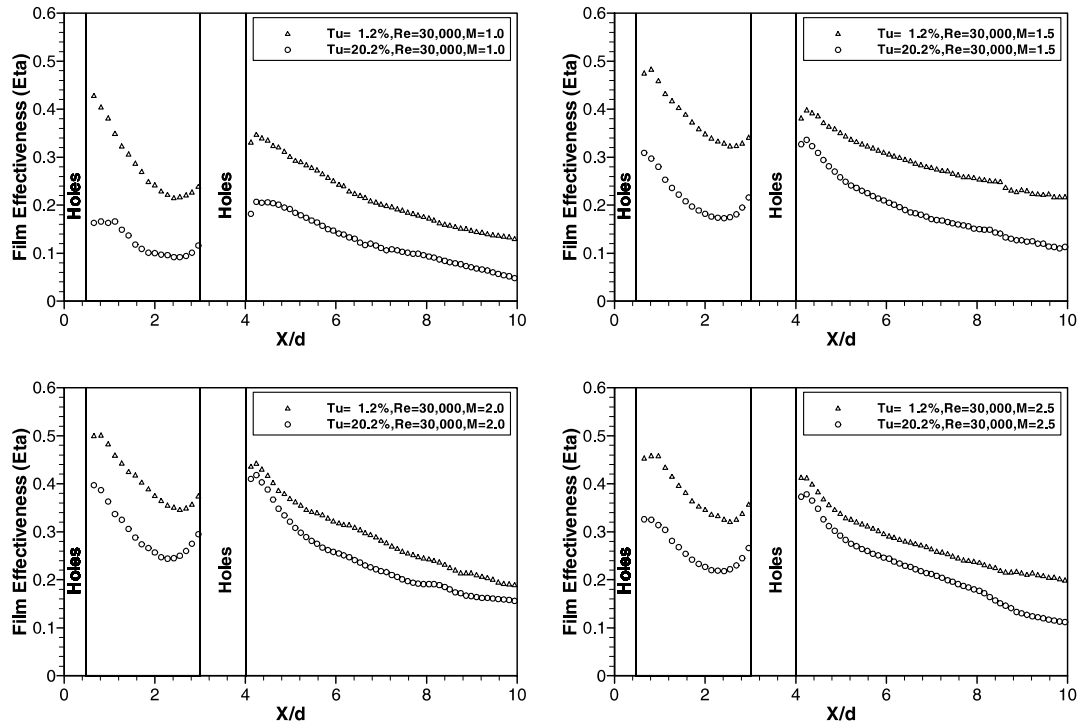 Tu= 1.2%,Re=30,000,M=1.0
Tu=20.2%,Re=30,000,M=1.0
Film Effectiveness (Eta)
0.6
0.5
0.4
0.3
0.2
0.1
0
Holes
Holes
0 2 4 6 8 10
X/d
Tu= 1.2%,Re=30,000,M=1.5
Tu=20.2%,Re=30,000,M=1.5
Film Effectiveness (Eta)
0.6
0.5
0.4
0.3
0.2
0.1
0
Holes
Holes
0 2 4 6 8 10
X/d
Tu= 1.2%,Re=30,000,M=2.0
Tu=20.2%,Re=30,000,M=2.0
Film Effectiveness (Eta)
0.6
0.5
0.4
0.3
0.2
0.1
0
Holes
Holes
0 2 4 6 8 10
X/d
Tu= 1.2%,Re=30,000,M=2.5
Tu=20.2%,Re=30,000,M=2.5
Film Effectiveness (Eta)
0.6
0.5
0.4
0.3
0.2
0.1
0
Holes
Holes
0 2 4 6 8 10
X/d